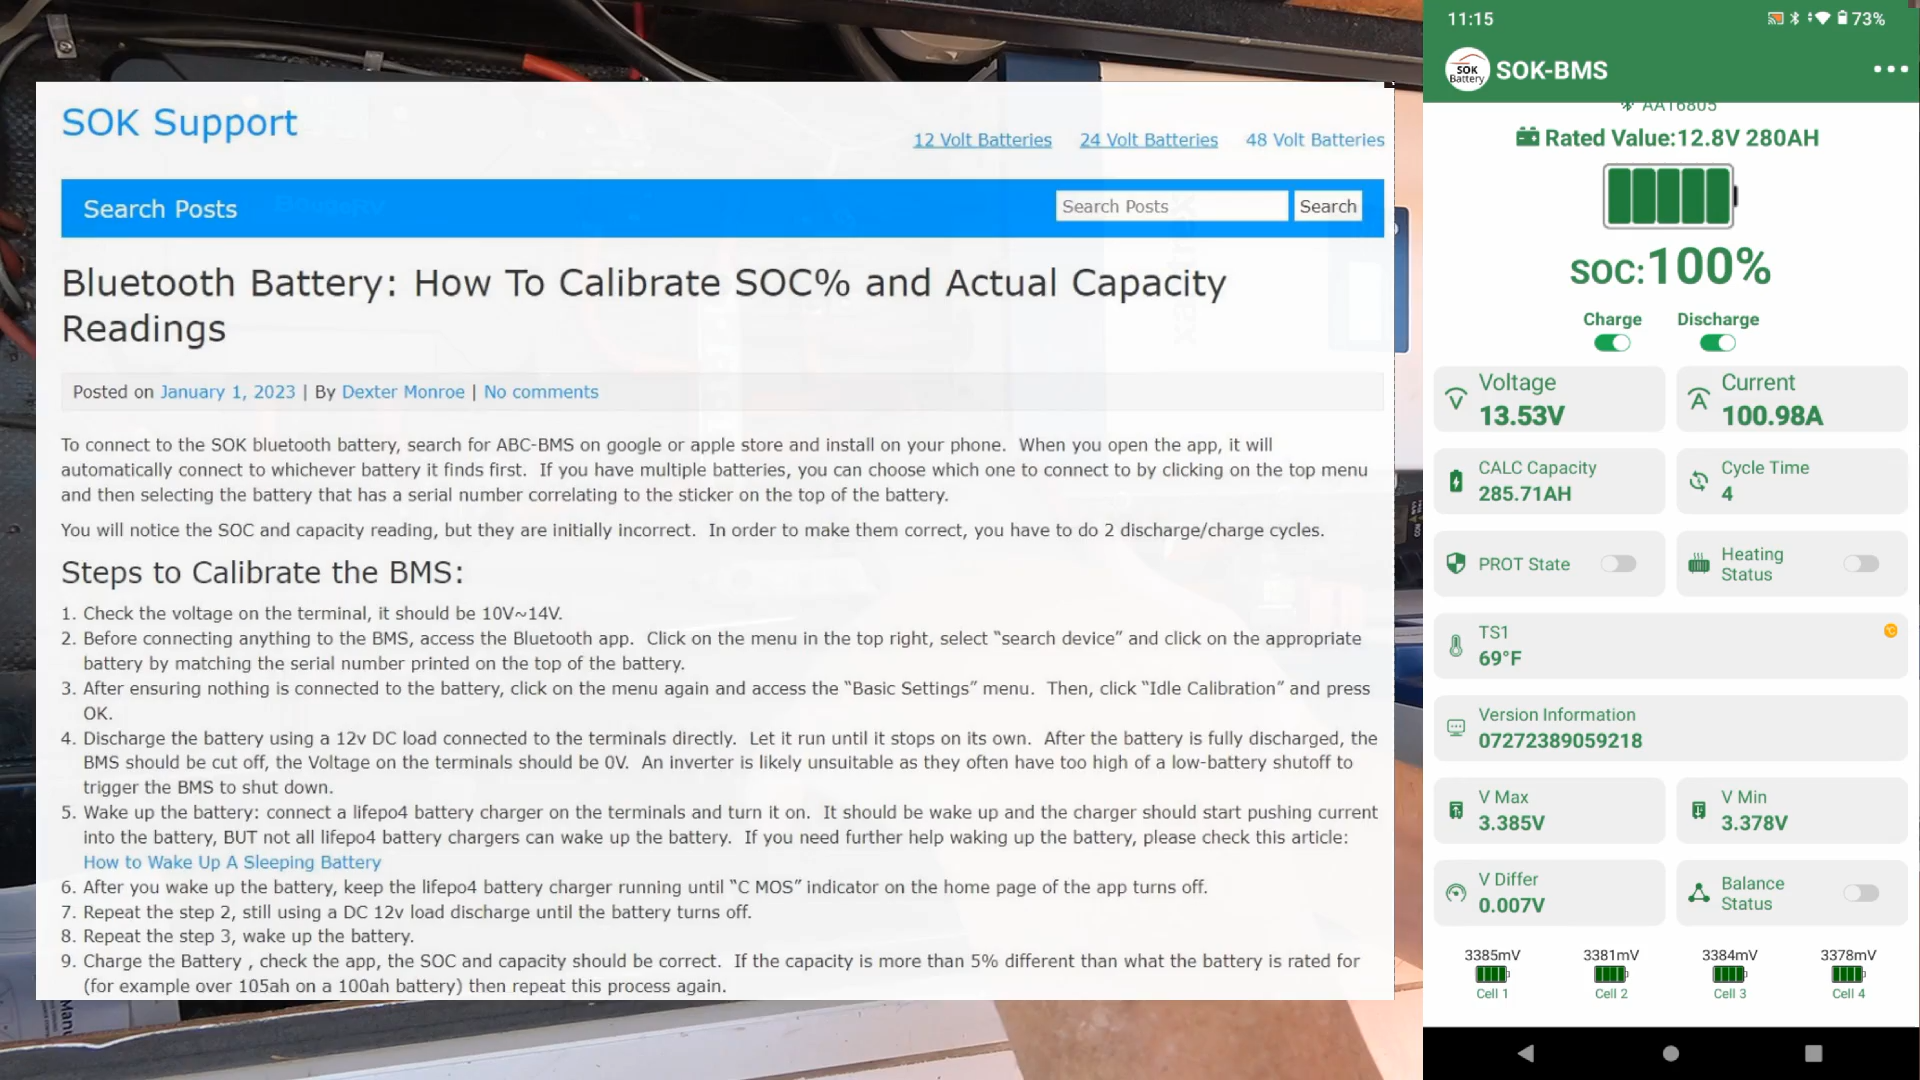 SOK Support
12 Volt Batteries 24 Volt Batteries 48 Volt Batteries
Search Posts
Search Posts Search
Bluetooth Battery: How To Calibrate SOC% and Actual Capacity
Readings
Posted on January 1, 2023 | By Dexter Monroe | No comments
To connect to the SOK bluetooth battery, search for ABC-BMS on google or apple store and install on your phone. When you open the app, it will
automatically connect to whichever battery it finds first. If you have multiple batteries, you can choose which one to connect to by clicking on the top menu
and then selecting the battery that has a serial number correlating to the sticker on the top of the battery.
You will notice the SOC and capacity reading, but they are initially incorrect. In order to make them correct, you have to do 2 discharge/charge cycles.
Steps to Calibrate the BMS:
1. Check the voltage on the terminal, it should be 10V~14V.
2. Before connecting anything to the BMS, access the Bluetooth app. Click on the menu in the top right, select "search device" and click on the appropriate
battery by matching the serial number printed on the top of the battery.
3. After ensuring nothing is connected to the battery, click on the menu again and access the "Basic Settings" menu. Then, click "Idle Calibration" and press
OK.
4. Discharge the battery using a 12v DC load connected to the terminals directly. Let it run until it stops on its own. After the battery is fully discharged, the
BMS should be cut off, the Voltage on the terminals should be 0V. An inverter is likely unsuitable as they often have too high of a low-battery shutoff to
trigger the BMS to shut down.
5. Wake up the battery: connect a lifepo4 battery charger on the terminals and turn it on. It should be wake up and the charger should start pushing current
into the battery, BUT not all lifepo4 battery chargers can wake up the battery. If you need further help waking up the battery, please check this article:
How to Wake Up A Sleeping Battery
6. After you wake up the battery, keep the lifepo4 battery charger running until "C MOS" indicator on the home page of the app turns off.
7. Repeat the step 2, still using a DC 12v load discharge until the battery turns off.
8. Repeat the step 3, wake up the battery.
9. Charge the Battery , check the app, the SOC and capacity should be correct. If the capacity is more than 5% different than what the battery is rated for
(for example over 105ah on a 100ah battery) then repeat this process again.
11:15 73%
SOK
Battery
SOK-BMS
AA16805
Rated Value:12.8V 280AH
SOC:100%
Charge Discharge
Voltage
13.53V
Current
100.98A
CALC Capacity
285.71AH
Cycle Time
4
PROT State
Heating
Status
TS1
69°F
°C
Version Information
07272389059218
V Max
3.385V
V Min
3.378V
V Differ
0.007V
Balance
Status
3385mV 3381mV 3384mV 3378mV
Cell 1 Cell 2 Cell 3 Cell 4